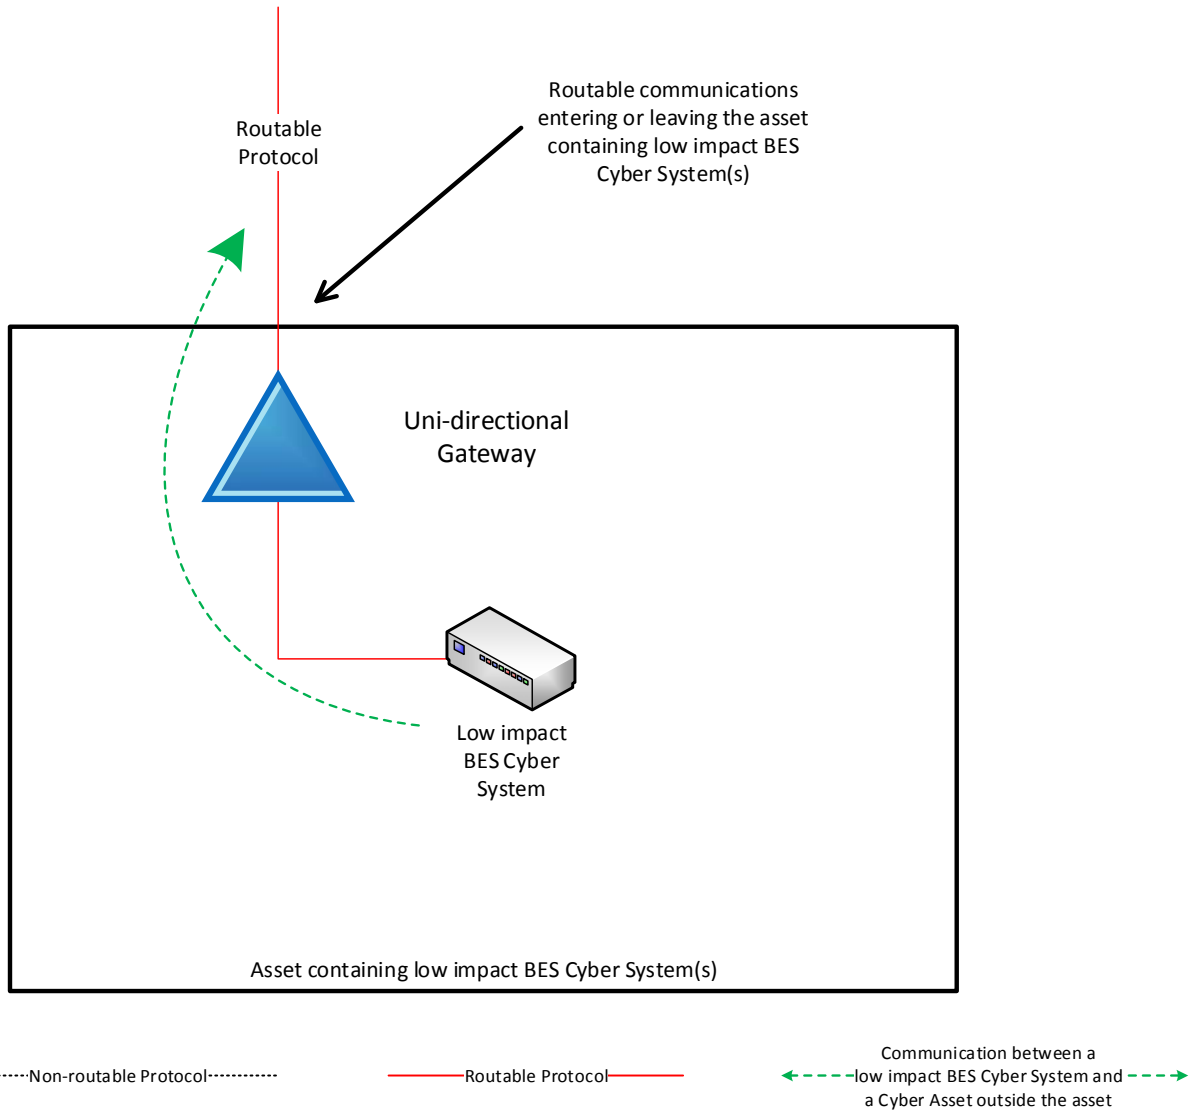 Routable communications
entering or leaving the asset
containing low impact BES
Cyber System(s)
Routable
Protocol
Uni-directional
Gateway
Low impact
BES Cyber
System
Asset containing low impact BES Cyber System(s)
Non-routable Protocol
Routable Protocol
Communication between a
low impact BES Cyber System and
a Cyber Asset outside the asset